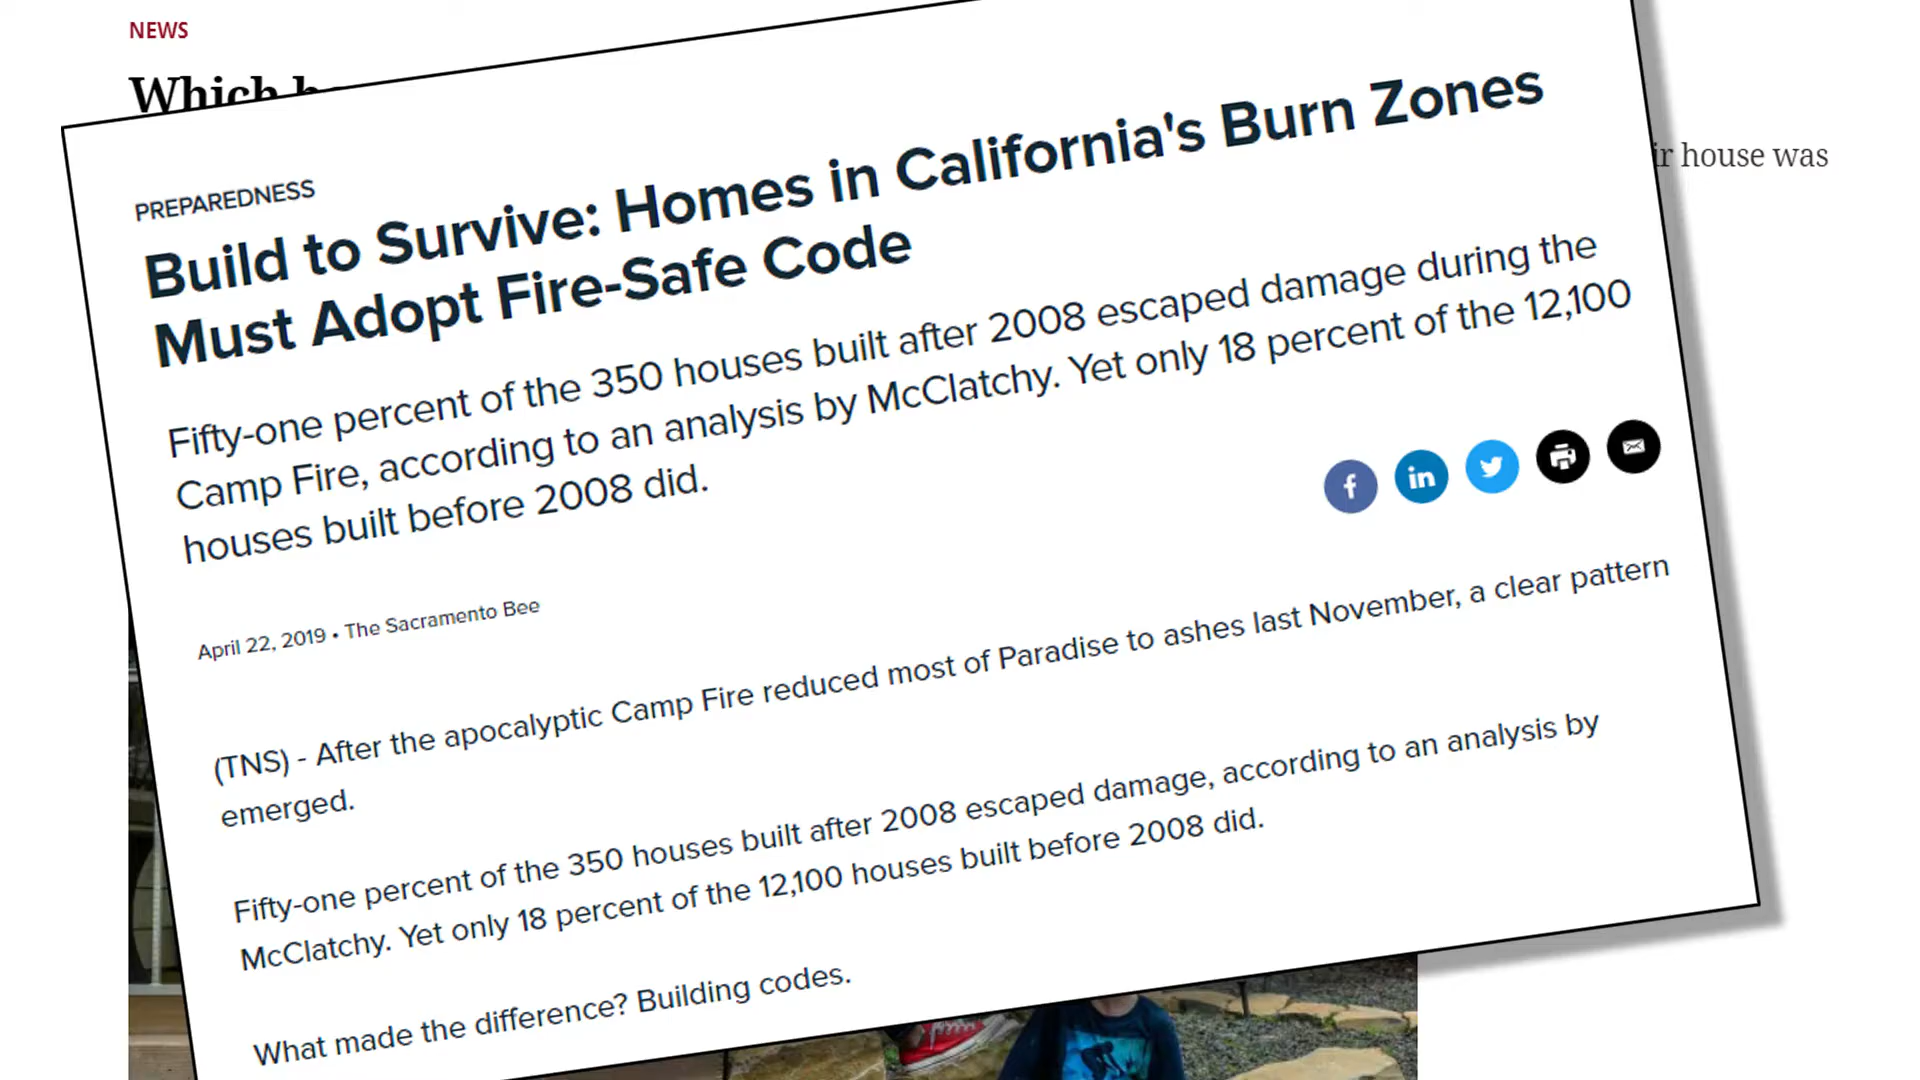 NEWS
Which
ir house was
PREPAREDNESS
Build to Survive: Homes in California's Burn Zones
Must Adopt Fire-Safe Code
Fifty-one percent of the 350 houses built after 2008 escaped damage during the
Camp Fire, according to an analysis by McClatchy. Yet only 18 percent of the 12,100
houses built before 2008 did.
f
in
April 22, 2019 • The Sacramento Bee
(TNS) - After the apocalyptic Camp Fire reduced most of Paradise to ashes last November, a clear pattern
emerged.
Fifty-one percent of the 350 houses built after 2008 escaped damage, according to an analysis by
McClatchy. Yet only 18 percent of the 12,100 houses built before 2008 did.
What made the difference? Building codes.